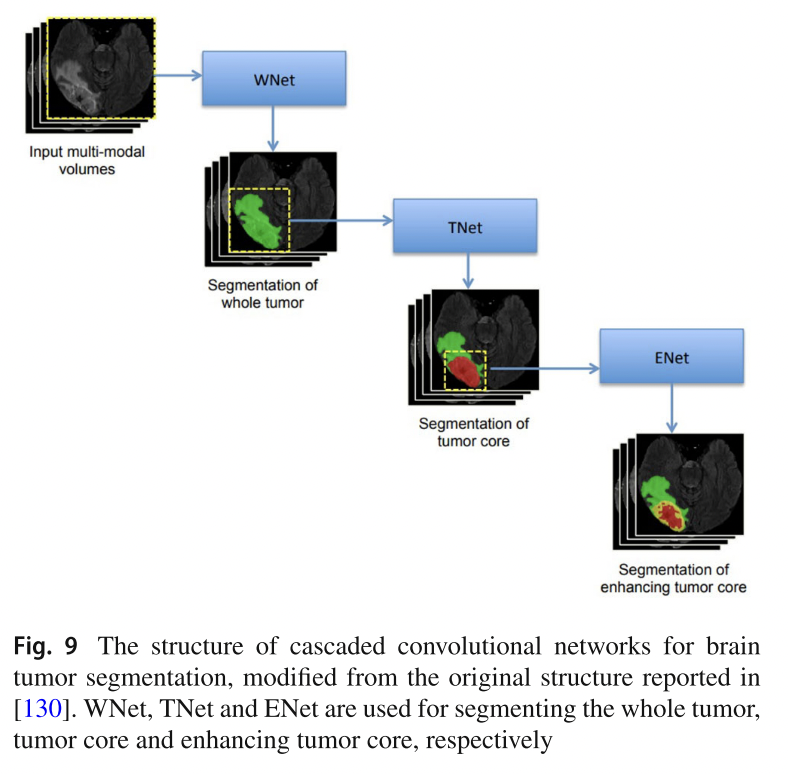 WNet
Input multi-modal
volumes
TNet
Segmentation of
whole tumor
ENet
Segmentation of
tumor core
Segmentation of
enhancing tumor core
Fig. 9 The structure of cascaded convolutional networks for brain
tumor segmentation, modified from the original structure reported in
[130]. WNet, TNet and ENet are used for segmenting the whole tumor,
tumor core and enhancing tumor core, respectively